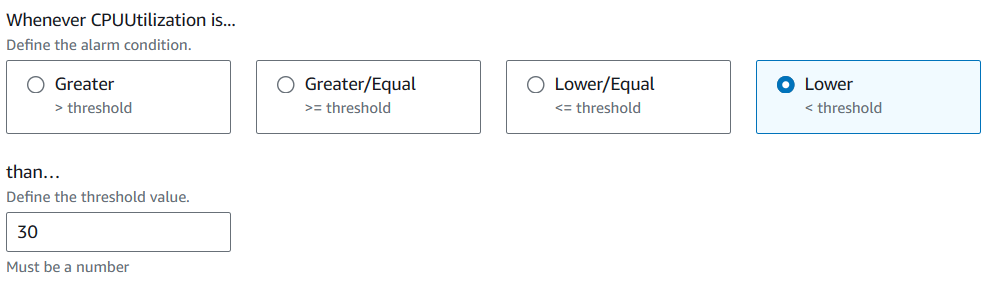 Whenever CPUUtilization is...
Define the alarm condition.
Greater
> threshold
Greater/Equal
>= threshold
Lower/Equal
<= threshold
Lower
< threshold
than…
Define the threshold value.
30
Must be a number